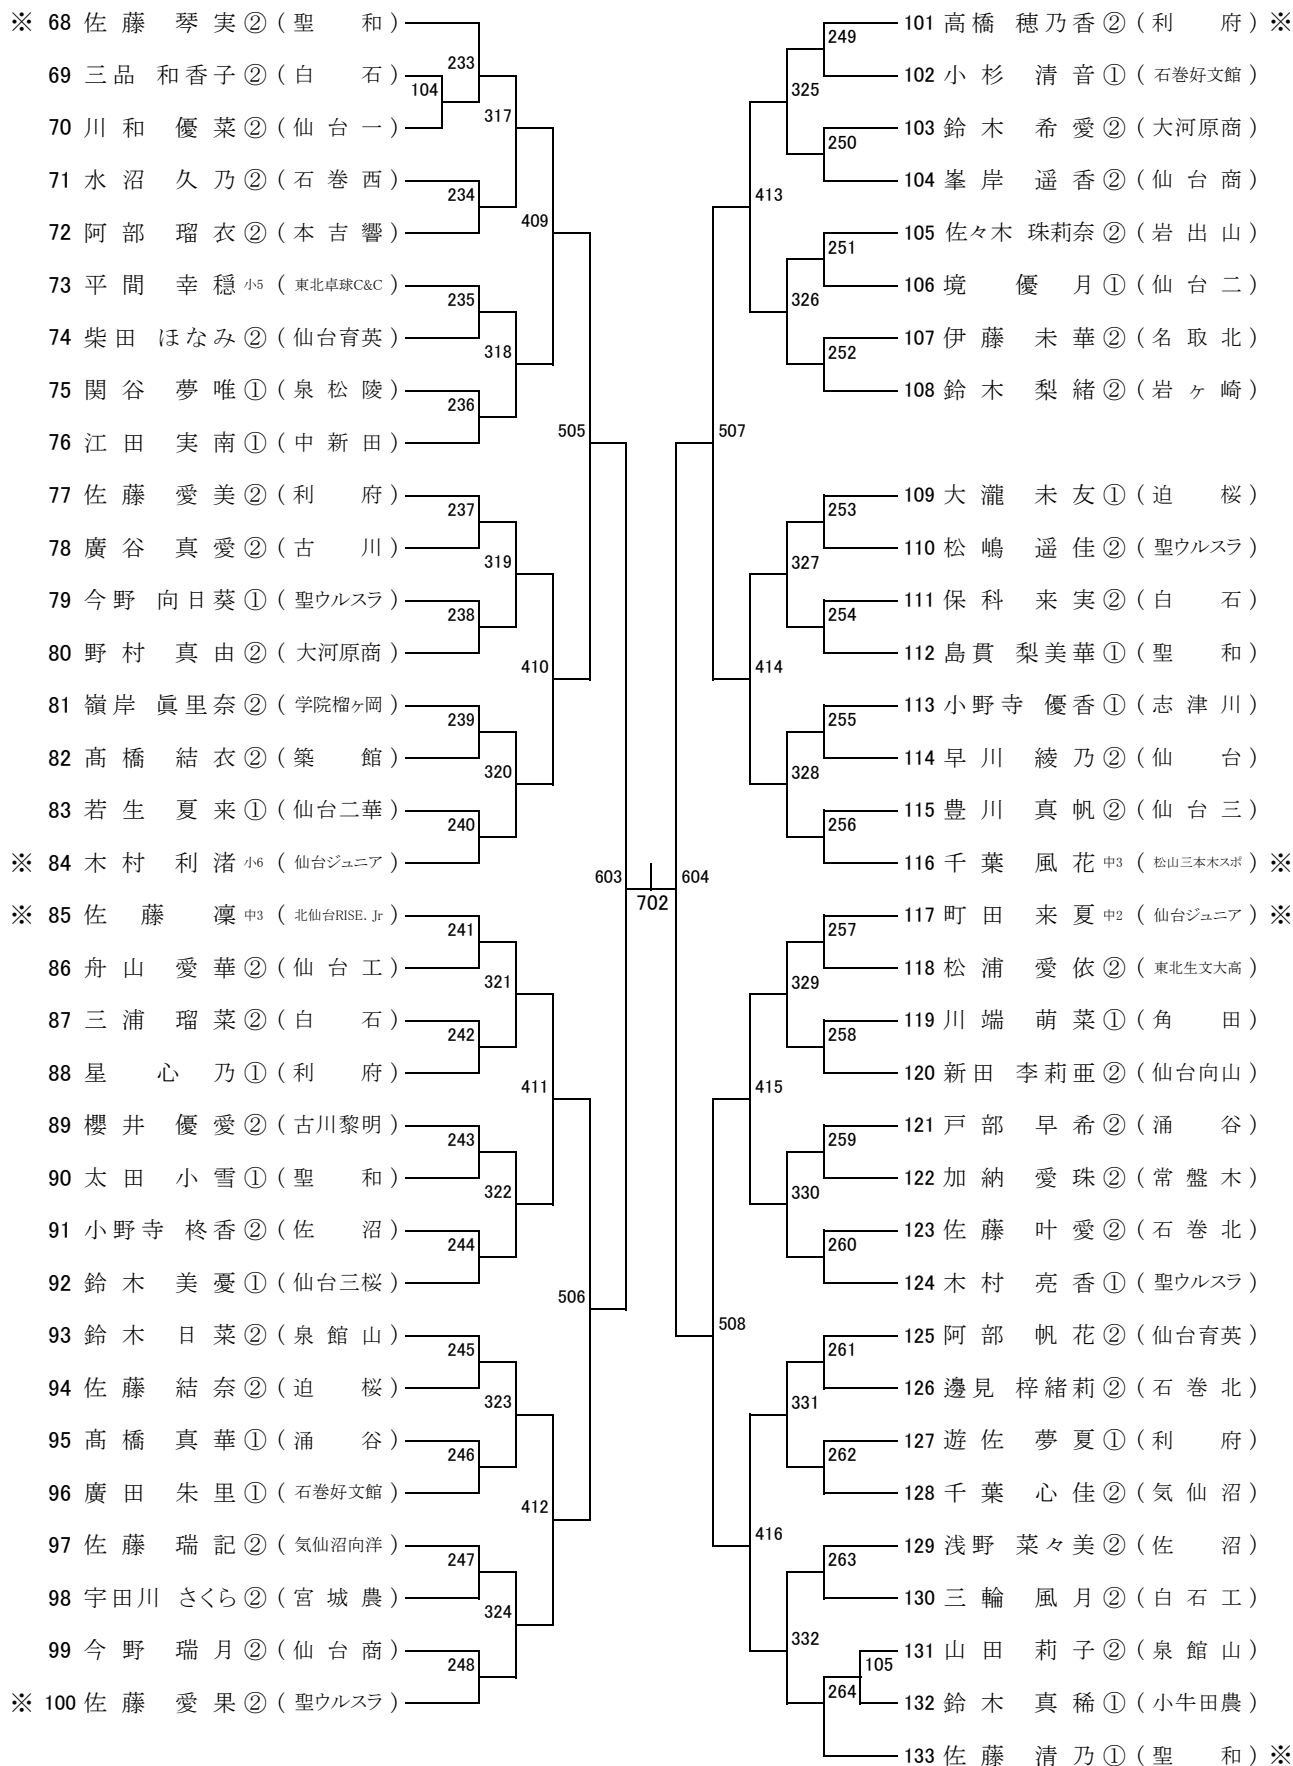 ※ 68 佐藤 琴実② (聖和)
69 三品 和香子② (白石)
70 川和 優菜② (仙台一)
71 水沼 久乃② (石巻西)
72 阿部 瑠衣② (本吉響)
73 平間 幸穏 小5 (東北卓球C&C)
74 柴田 ほなみ② (仙台育英)
75 関谷 夢唯① (泉松陵)
76 江田 実南① (中新田)
77 佐藤 愛美② (利府)
78 廣谷 真愛② (古川)
79 今野 向日葵① (聖ウルスラ)
80 野村 真由② (大河原商)
81 嶺岸 眞里奈② (学院榴ヶ岡)
82 髙橋 結衣② (築館)
83 若生 夏来① (仙台二華)
※ 84 木村 利渚 小6 (仙台ジュニア)
※ 85 佐藤 凜 中3 (北仙台RISE.Jr)
86 舟山 愛華② (仙台工)
87 三浦 瑠菜② (白石)
88 星 心乃① (利府)
89 櫻井 優愛② (古川黎明)
90 太田 小雪① (聖和)
91 小野寺 柊香② (佐沼)
92 鈴木 美憂① (仙台三桜)
93 鈴木 日菜② (泉館山)
94 佐藤 結奈② (迫桜)
95 髙橋 真華① (涌谷)
96 廣田 朱里① (石巻好文館)
97 佐藤 瑞記② (気仙沼向洋)
98 宇田川 さくら② (宮城農)
99 今野 瑞月② (仙台商)
※ 100 佐藤 愛果② (聖ウルスラ)
104
233
234
235
236
237
238
239
240
241
242
243
244
245
246
247
248
317
318
319
320
321
322
323
324
409
410
411
412
505
506
603
702
604
507
508
413
414
415
416
325
326
327
328
329
330
331
332
249
250
251
252
253
254
255
256
257
258
259
260
261
262
263
264
105
101 高橋 穂乃香② (利府) ※
102 小杉 清音① (石巻好文館)
103 鈴木 希愛② (大河原商)
104 峯岸 遥香② (仙台商)
105 佐々木 珠莉奈② (岩出山)
106 境 優月① (仙台二)
107 伊藤 未華② (名取北)
108 鈴木 梨緒② (岩ヶ崎)
109 大瀧 未友① (迫桜)
110 松嶋 遥佳② (聖ウルスラ)
111 保科 来実② (白石)
112 島貫 梨美華① (聖和)
113 小野寺 優香① (志津川)
114 早川 綾乃② (仙台)
115 豊川 真帆② (仙台三)
116 千葉 風花 中3 (松山三本木スポ) ※
117 町田 来夏 中2 (仙台ジュニア) ※
118 松浦 愛依② (東北生文大高)
119 川端 萌菜① (角田)
120 新田 李莉亜② (仙台向山)
121 戸部 早希② (涌谷)
122 加納 愛珠② (常盤木)
123 佐藤 叶愛② (石巻北)
124 木村 亮香① (聖ウルスラ)
125 阿部 帆花② (仙台育英)
126 邊見 梓緒莉② (石巻北)
127 遊佐 夢夏① (利府)
128 千葉 心佳② (気仙沼)
129 浅野 菜々美② (佐沼)
130 三輪 風月② (白石工)
131 山田 莉子② (泉館山)
132 鈴木 真稀① (小牛田農)
133 佐藤 清乃① (聖和) ※